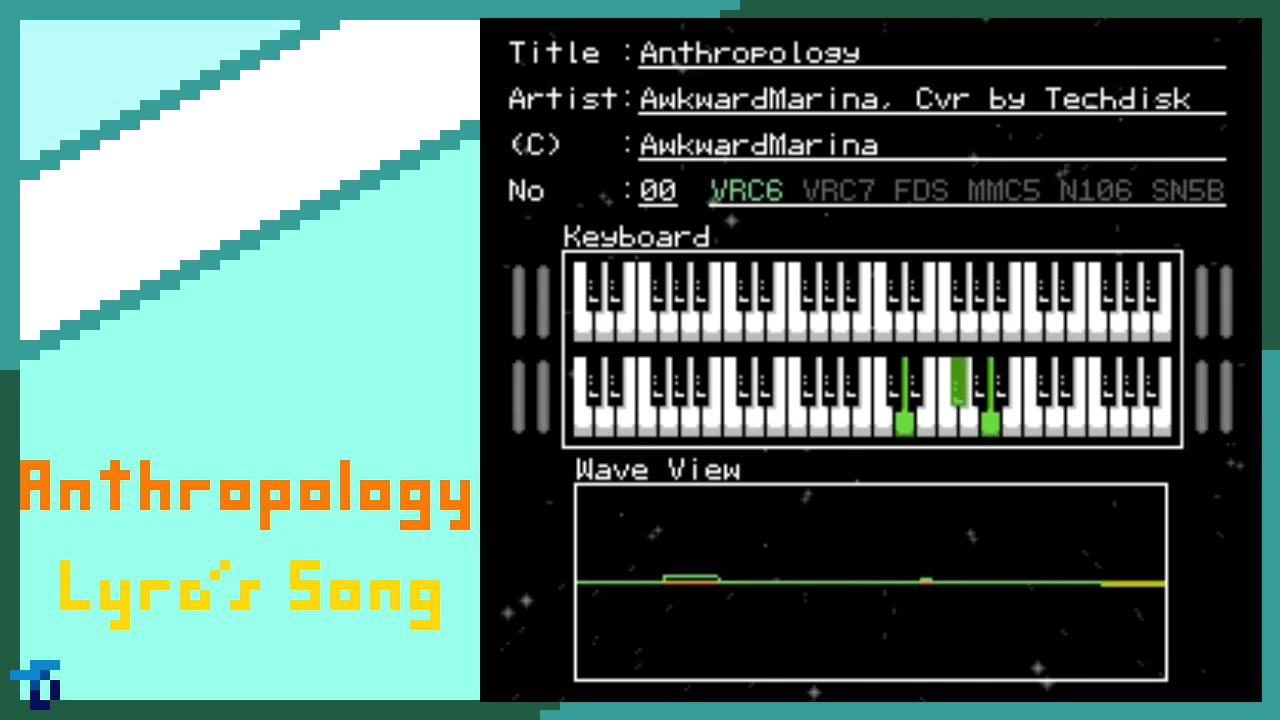 Title :Anthropology
Artist:AwkwardMarina, Cvr by Techdisk
(C) :AwkwardMarina
No :00 VRC6 VRC7 FDS MMC5 N106 SN5B
Keyboard
Wave View
Anthropology
Lyra's Song